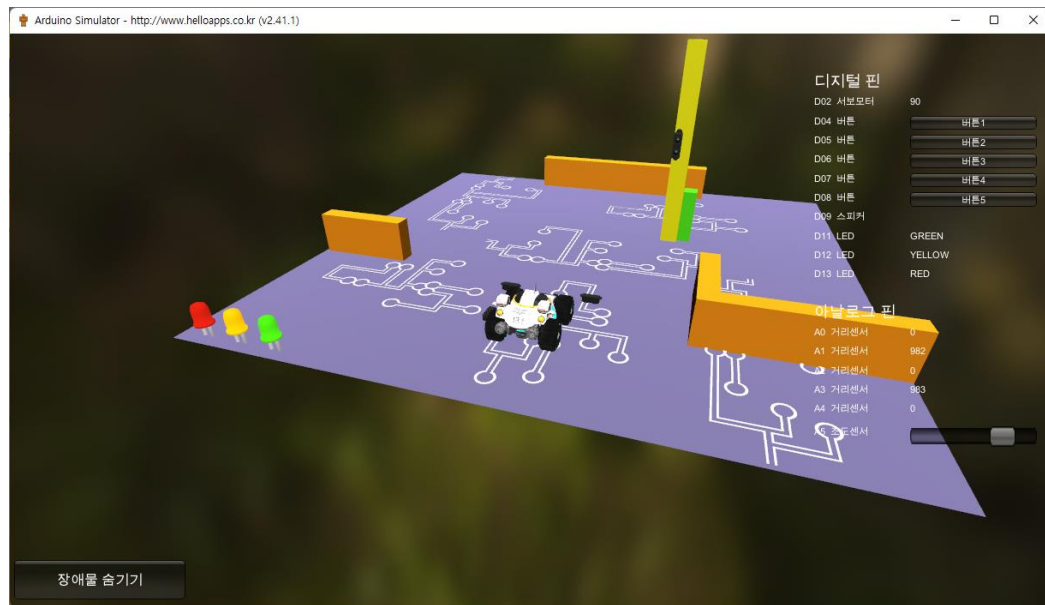 Arduino Simulator - http://www.helloapps.co.kr (v2.41.1)
디지털 핀
D02 서보모터 90
D04 버튼 버튼1
D05 버튼 버튼2
D06 버튼 버튼3
D07 버튼 버튼4
D08 버튼 버튼5
D09 스피커
D11 LED GREEN
D12 LED YELLOW
D13 LED RED
아날로그 핀
A0 거리센서 0
A1 거리센서 982
A2 거리센서 0
A3 거리센서 983
A4 거리센서 0
A5 조도센서
장애물 숨기기